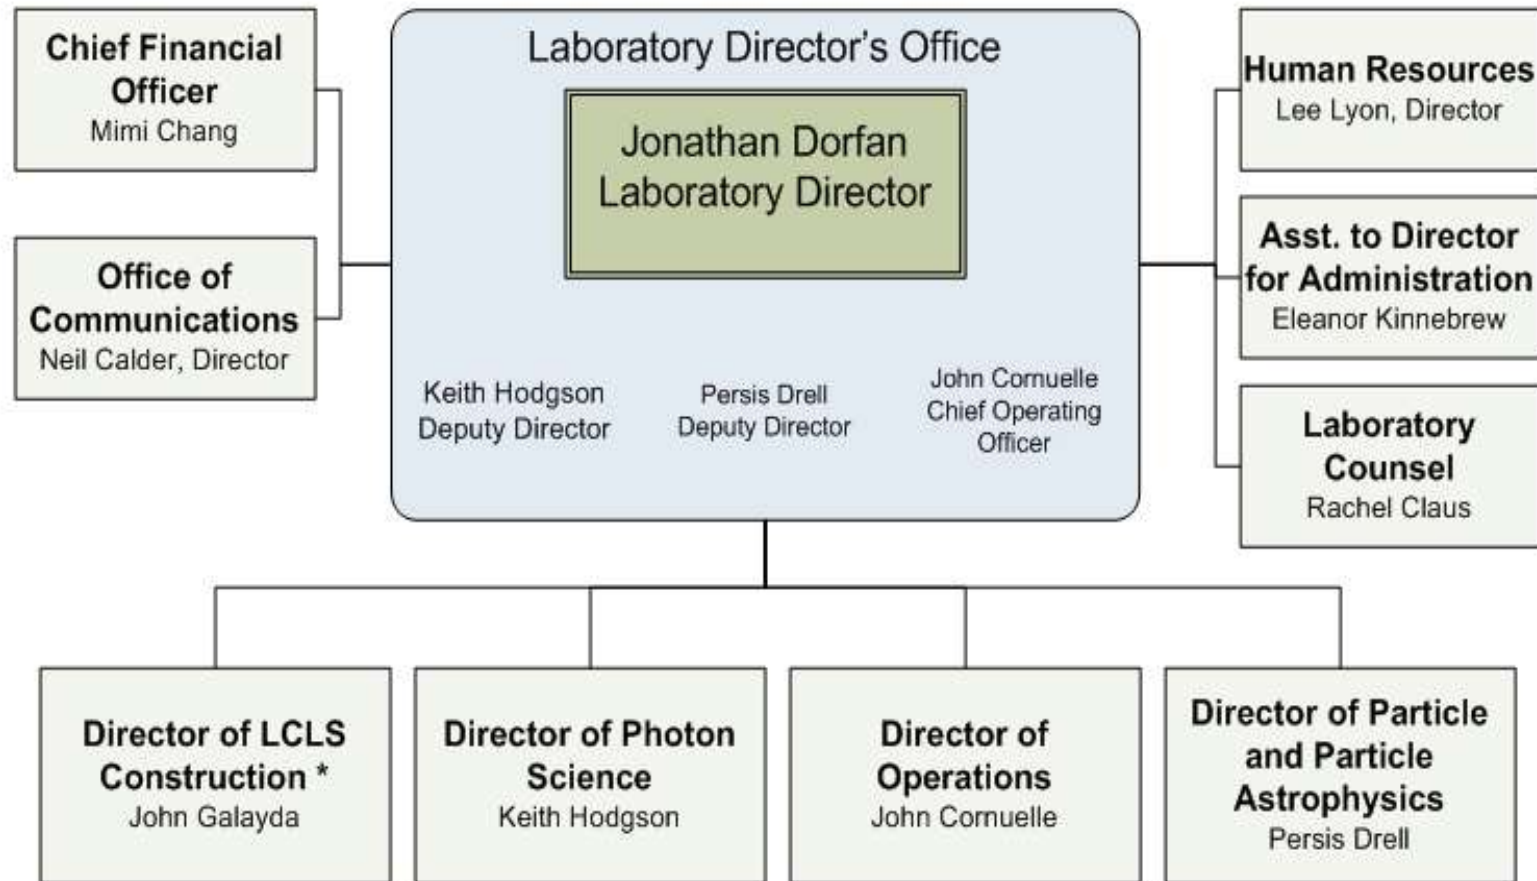 Chief Financial
Officer
Mimi Chang
Office of
Communications
Neil Calder, Director
Laboratory Director's Office
Jonathan Dorfan
Laboratory Director
Keith Hodgson
Deputy Director
Persis Drell
Deputy Director
John Cornuelle
Chief Operating
Officer
Human Resources
Lee Lyon, Director
Asst. to Director
for Administration
Eleanor Kinnebrew
Laboratory
Counsel
Rachel Claus
Director of LCLS
Construction *
John Galayda
Director of Photon
Science
Keith Hodgson
Director of
Operations
John Cornuelle
Director of Particle
and Particle
Astrophysics
Persis Drell